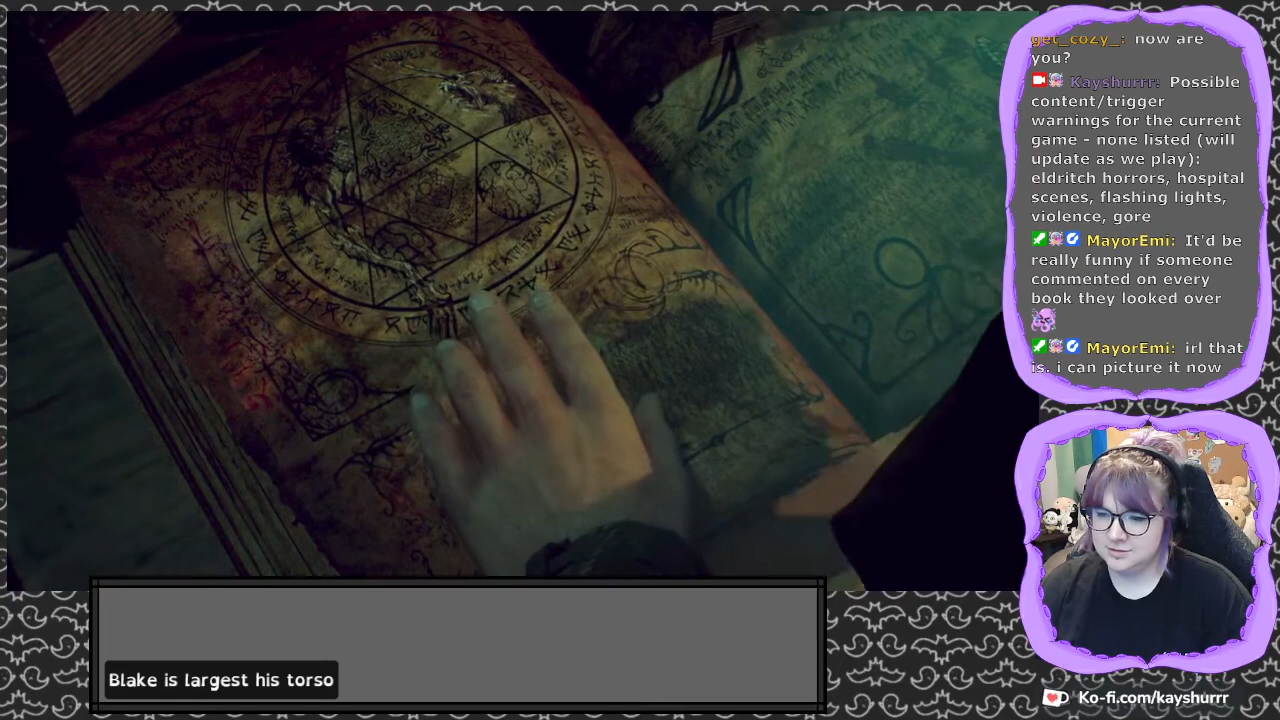 get_cozy_: now are
you?
Kayshurrr: Possible
content/trigger
warnings for the current
game - none listed (will
update as we play):
eldritch horrors, hospital
scenes, flashing lights,
violence, gore
MayorEmi: It'd be
really funny if someone
commented on every
book they looked over
MayorEmi: irl that
is. i can picture it now
Blake is largest his torso
Ko-fi.com/kayshurrr